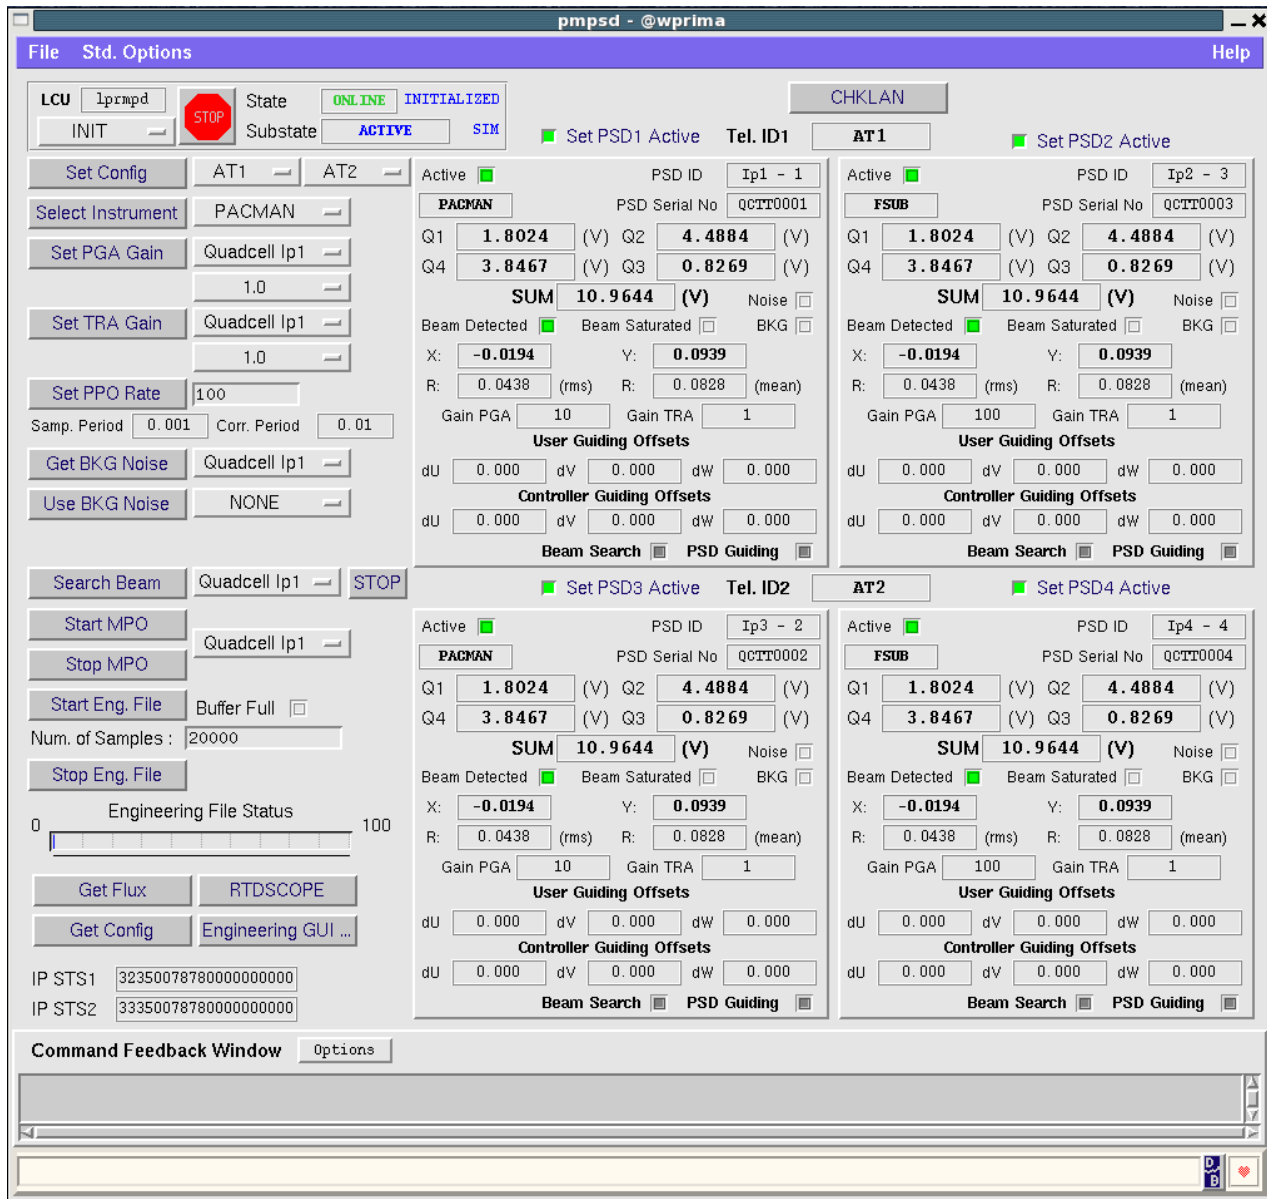 pmpsd - @wprima
File Std. Options Help
LCU lprmpd STOP State ONLINE INITIALIZED CHKLAN
INIT Substate ACTIVE SIM Set PSD1 Active Tel. ID1 AT1 Set PSD2 Active
Set Config AT1 AT2 Active PSD ID Ip1 - 1 Active PSD ID Ip2 - 3
Select Instrument PACMAN PACMAN PSD Serial No QCTT0001 FSUB PSD Serial No QCTT0003
Q1 1.8024 (V) Q2 4.4884 (V) Q1 1.8024 (V) Q2 4.4884 (V)
Set PGA Gain Quadcell Ip1 Q4 3.8467 (V) Q3 0.8269 (V) Q4 3.8467 (V) Q3 0.8269 (V)
1.0 SUM 10.9644 (V) Noise SUM 10.9644 (V) Noise
Set TRA Gain Quadcell Ip1 Beam Detected Beam Saturated BKG Beam Detected Beam Saturated BKG
1.0 X: -0.0194 Y: 0.0939 X: -0.0194 Y: 0.0939
Set PPO Rate 100 R: 0.0438 (rms) R: 0.0828 (mean) R: 0.0438 (rms) R: 0.0828 (mean)
Samp. Period 0.001 Corr. Period 0.01 Gain PGA 10 Gain TRA 1 Gain PGA 100 Gain TRA 1
User Guiding Offsets User Guiding Offsets
Get BKG Noise Quadcell Ip1 dU 0.000 dV 0.000 dW 0.000 dU 0.000 dV 0.000 dW 0.000
Use BKG Noise NONE Controller Guiding Offsets Controller Guiding Offsets
dU 0.000 dV 0.000 dW 0.000 dU 0.000 dV 0.000 dW 0.000
Beam Search PSD Guiding Beam Search PSD Guiding
Search Beam Quadcell Ip1 STOP Set PSD3 Active Tel. ID2 AT2 Set PSD4 Active
Start MPO Quadcell Ip1 Active PSD ID Ip3 - 2 Active PSD ID Ip4 - 4
Stop MPO PACMAN PSD Serial No QCTT0002 FSUB PSD Serial No QCTT0004
Q1 1.8024 (V) Q2 4.4884 (V) Q1 1.8024 (V) Q2 4.4884 (V)
Start Eng. File Buffer Full Q4 3.8467 (V) Q3 0.8269 (V) Q4 3.8467 (V) Q3 0.8269 (V)
Num. of Samples : 20000 SUM 10.9644 (V) Noise SUM 10.9644 (V) Noise
Stop Eng. File Beam Detected Beam Saturated BKG Beam Detected Beam Saturated BKG
Engineering File Status X: -0.0194 Y: 0.0939 X: -0.0194 Y: 0.0939
0 100 R: 0.0438 (rms) R: 0.0828 (mean) R: 0.0438 (rms) R: 0.0828 (mean)
Gain PGA 10 Gain TRA 1 Gain PGA 100 Gain TRA 1
Get Flux RTDSCOPE User Guiding Offsets User Guiding Offsets
Get Config Engineering GUI ... dU 0.000 dV 0.000 dW 0.000 dU 0.000 dV 0.000 dW 0.000
Controller Guiding Offsets Controller Guiding Offsets
IP STS1 32350078780000000000 dU 0.000 dV 0.000 dW 0.000 dU 0.000 dV 0.000 dW 0.000
IP STS2 33350078780000000000 Beam Search PSD Guiding Beam Search PSD Guiding
Command Feedback Window Options
D B